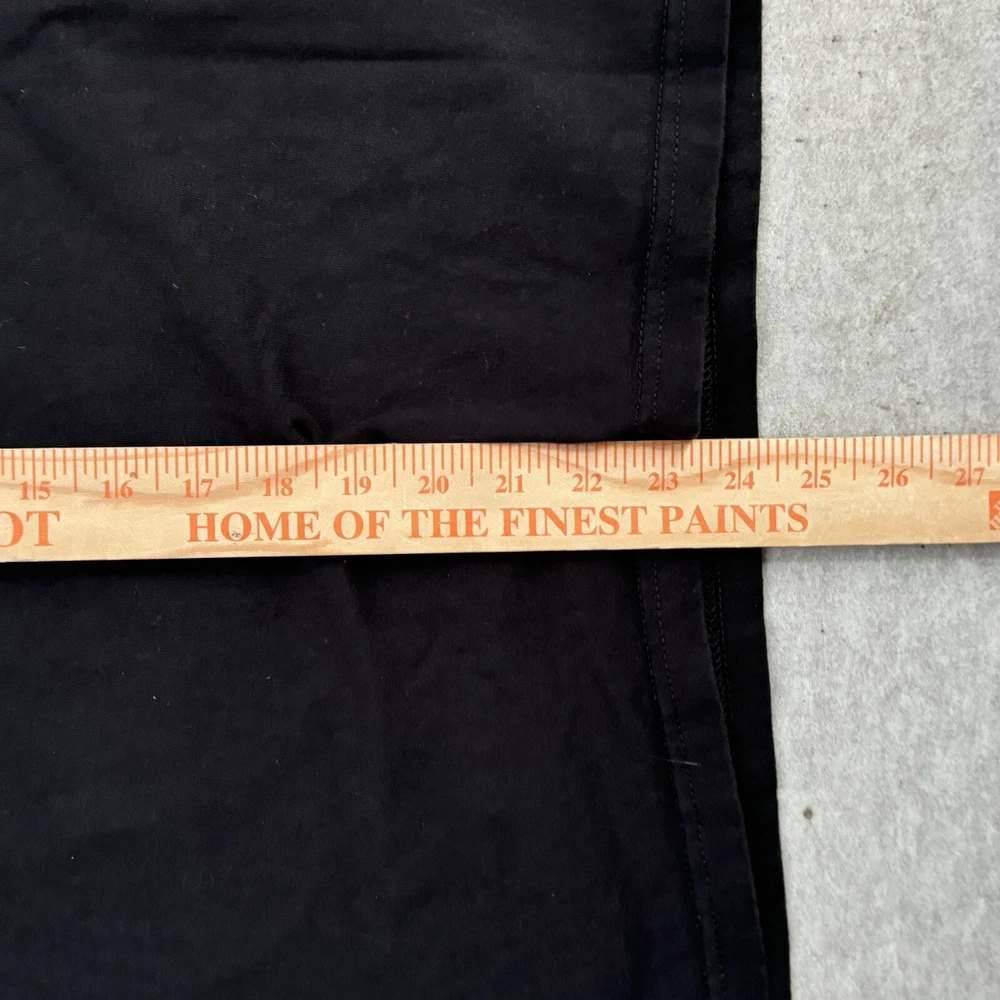 15 16 17 18 19 20 21 22 23 24 25 26 27
OT HOME OF THE FINEST PAINTS